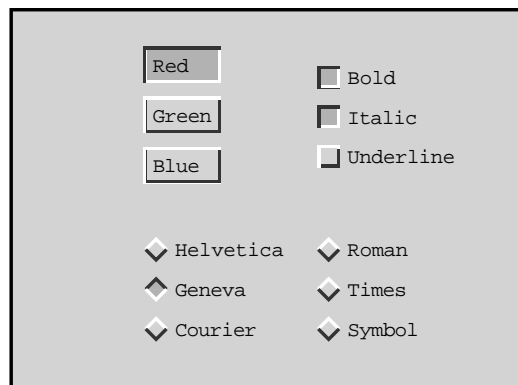 Red
Bold
Green
Italic
Blue
Underline
Helvetica
Roman
Geneva
Times
Courier
Symbol